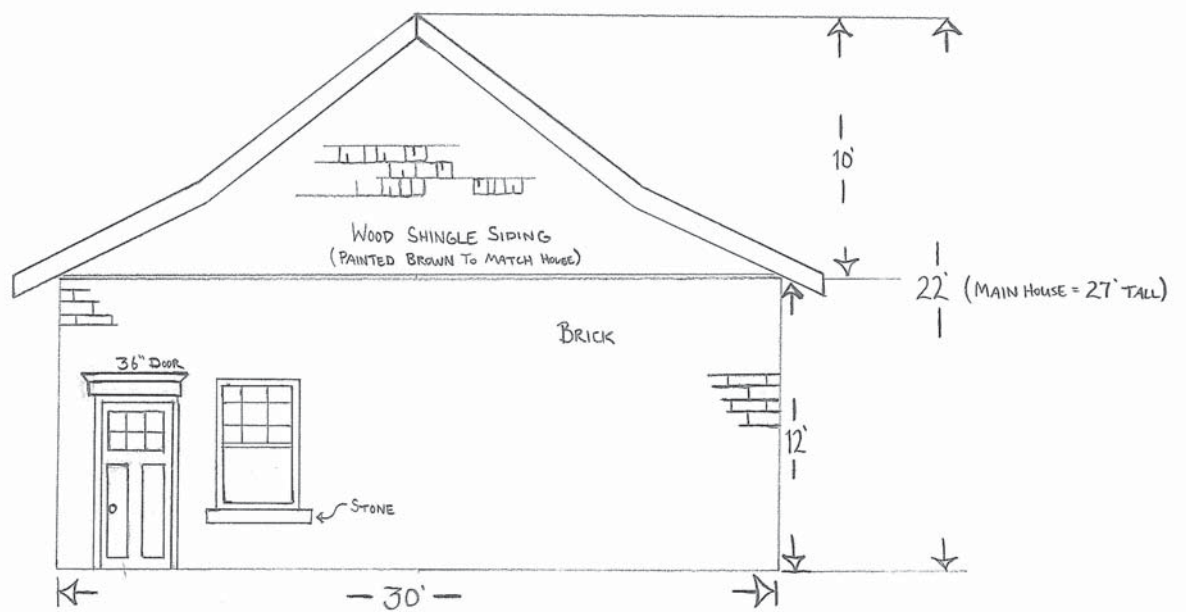 10'
WOOD SHINGLE SIDING
(PAINTED BROWN TO MATCH HOUSE)
22' (MAIN HOUSE = 27' TALL)
BRICK
36" DOOR
12'
STONE
30'